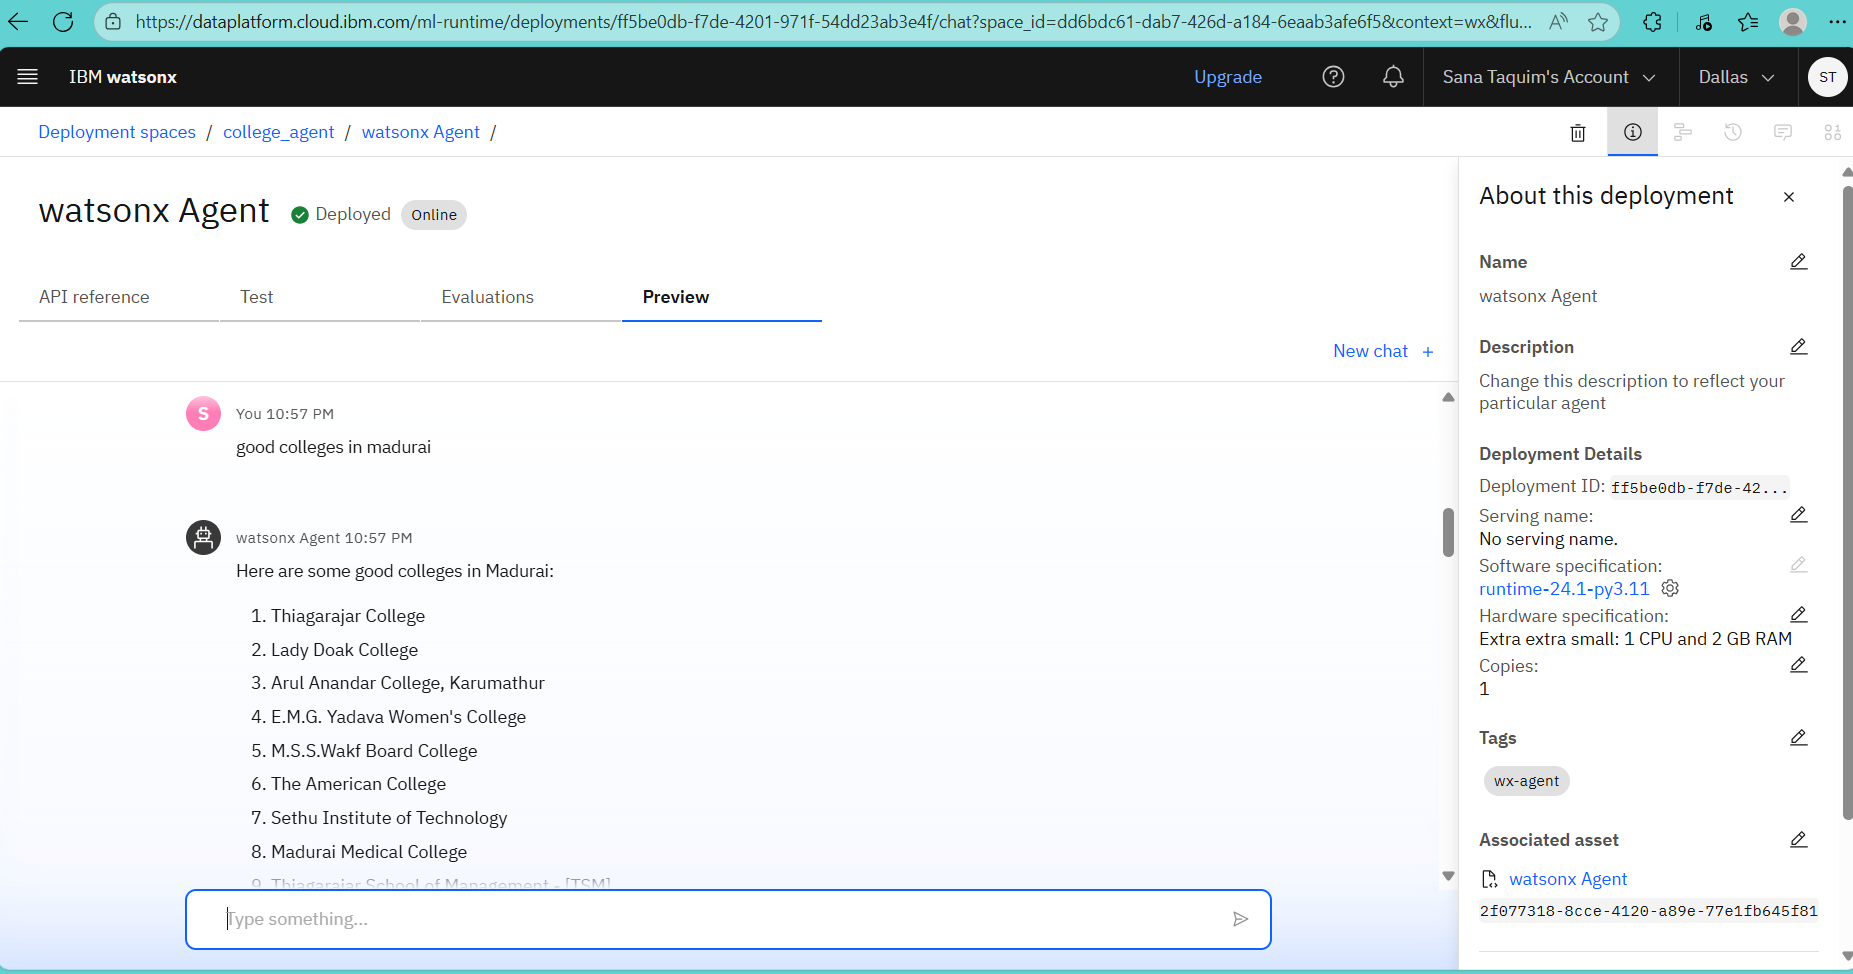 https://dataplatform.cloud.ibm.com/ml-runtime/deployments/ff5be0db-f7de-4201-971f-54dd23ab3e4f/chat?space_id=dd6bdc61-dab7-426d-a184-6eaab3afe6f5&context=wx&flu...
IBM watsonx
Upgrade
Sana Taquim's Account
Dallas
ST
Deployment spaces / college_agent / watsonx Agent /
watsonx Agent
Deployed
Online
API reference
Test
Evaluations
Preview
New chat +
S
You 10:57 PM
good colleges in madurai
watsonx Agent 10:57 PM
Here are some good colleges in Madurai:
1. Thiagarajar College
2. Lady Doak College
3. Arul Anandar College, Karumathur
4. E.M.G. Yadava Women's College
5. M.S.S.Wakf Board College
6. The American College
7. Sethu Institute of Technology
8. Madurai Medical College
9. Thiagarajar School of Management - [TSM]
Type something...
About this deployment
Name
watsonx Agent
Description
Change this description to reflect your
particular agent
Deployment Details
Deployment ID: ff5be0db-f7de-42...
Serving name:
No serving name.
Software specification:
runtime-24.1-py3.11
Hardware specification:
Extra extra small: 1 CPU and 2 GB RAM
Copies:
1
Tags
wx-agent
Associated asset
watsonx Agent
2f077318-8cce-4120-a89e-77e1fb645f81